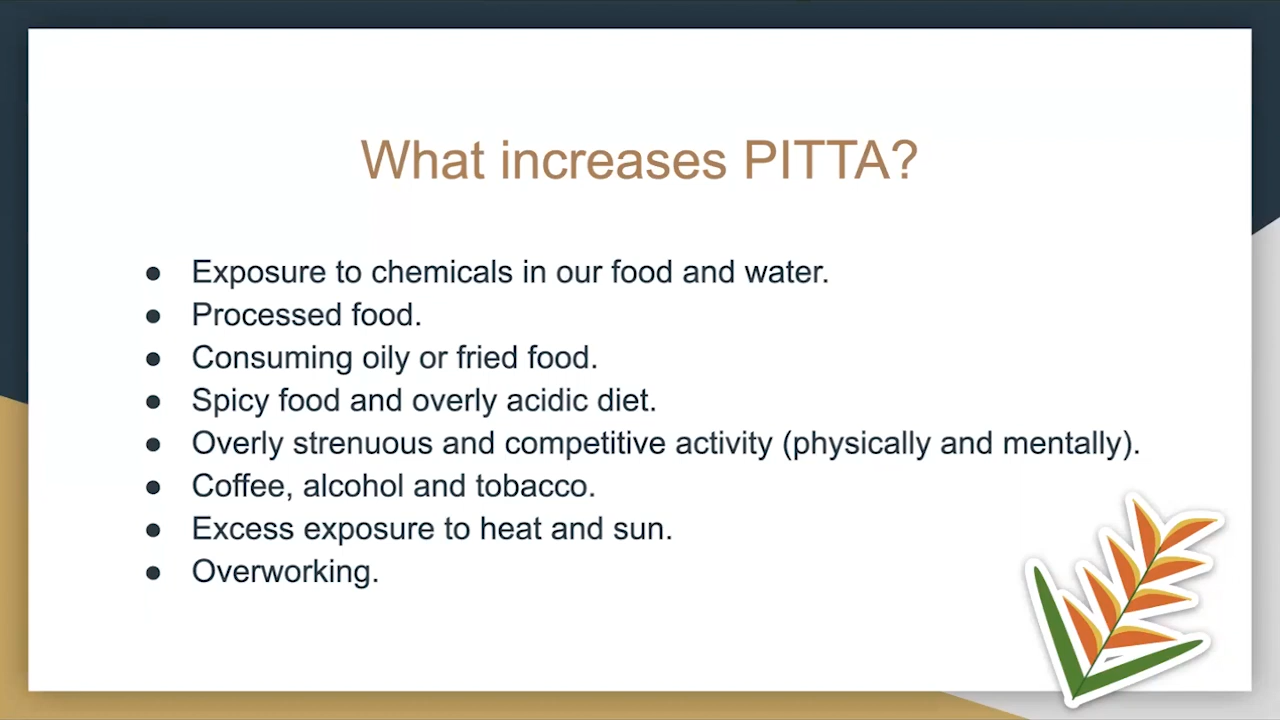 What increases PITTA?
● Exposure to chemicals in our food and water.
● Processed food.
● Consuming oily or fried food.
● Spicy food and overly acidic diet.
● Overly strenuous and competitive activity (physically and mentally).
● Coffee, alcohol and tobacco.
● Excess exposure to heat and sun.
● Overworking.